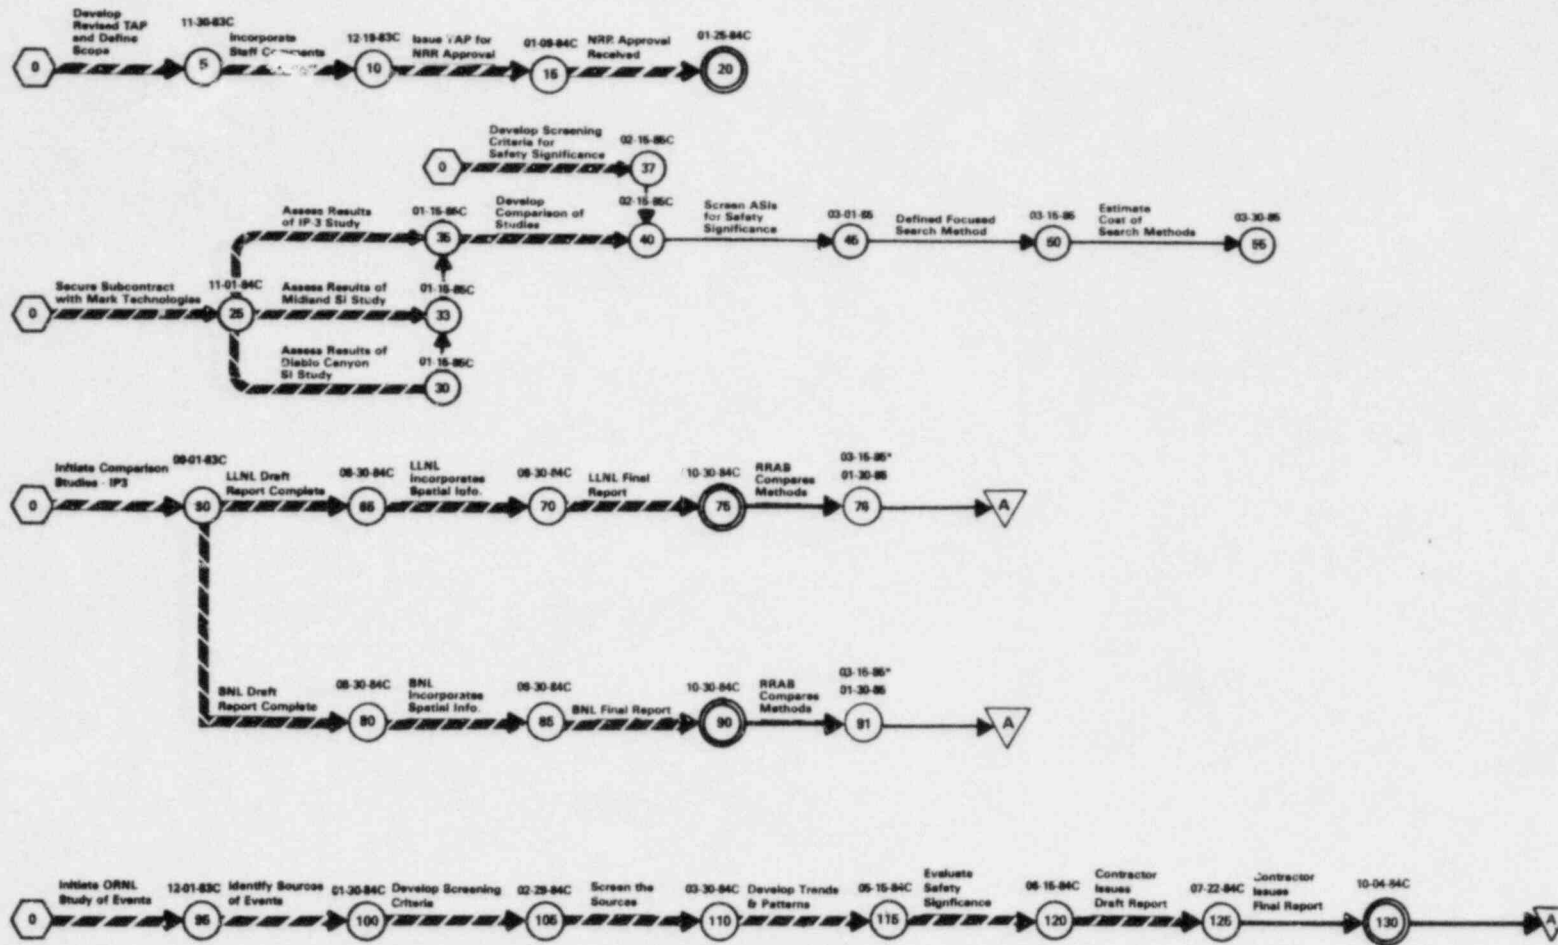 Develop
Revised TAP
and Define
Scope
11-30-83C
Incorporate
Staff Comments
12-19-83C
Issue TAP for
NRR Approval
01-09-84C
NRR Approval
Received
01-25-84C
0
5
10
15
20
Develop Screening
Criteria for
Safety Significance
02-15-85C
0
37
Assess Results
of IP-3 Study
01-15-85C
Develop
Comparison of
Studies
02-15-85C
Screen ASIs
for Safety
Significance
03-01-85
Defined Focused
Search Method
03-15-85
Estimate
Cost of
Search Methods
03-30-85
35
40
45
50
55
Secure Subcontract
with Mark Technologies
11-01-84C
Assess Results of
Midland SI Study
01-15-85C
0
25
33
Assess Results of
Diablo Canyon
SI Study
01-15-85C
30
Initiate Comparison
Studies - IP3
09-01-83C
LLNL Draft
Report Complete
08-30-84C
LLNL
Incorporates
Spatial Info.
08-30-84C
LLNL Final
Report
10-30-84C
RRAB
Compares
Methods
03-15-85*
01-30-85
0
65
70
75
A
BNL Draft
Report Complete
08-30-84C
BNL
Incorporates
Spatial Info.
08-30-84C
BNL Final Report
10-30-84C
RRAB
Compares
Methods
03-15-85*
01-30-85
80
85
90
91
A
Initiate ORNL
Study of Events
12-01-83C
Identify Sources
of Events
01-30-84C
Develop Screening
Criteria
02-29-84C
Screen the
Sources
03-30-84C
Develop Trends
& Patterns
05-15-84C
Evaluate
Safety
Signficance
06-15-84C
Contractor
Issues
Draft Report
07-22-84C
Contractor
Issues
Final Report
10-04-84C
0
95
100
105
110
115
120
125
130
A